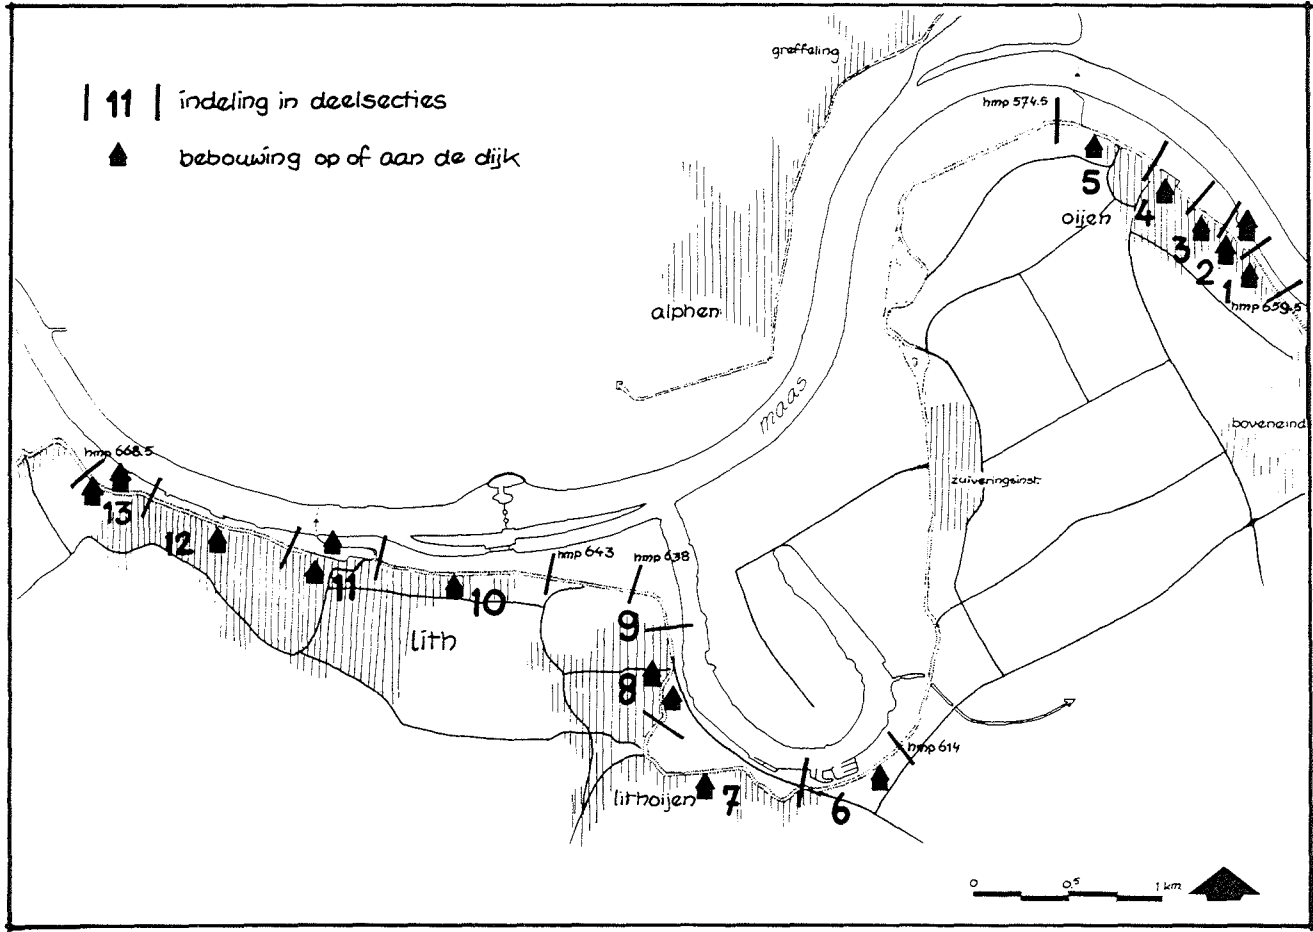 | 11 | indeling in deelsecties
bebouwing op of aan de dijk
greffeling
hmp 574.5
5
oijen
4
3
2
1
hmp 659.5
alphen
maas
boveneind
zuiveringsinst.
hmp 668.5
13
12
11
10
lith
hmp 643
hmp 638
9
8
hmp 614
lithoijen
7
6
0
0.5
1 km